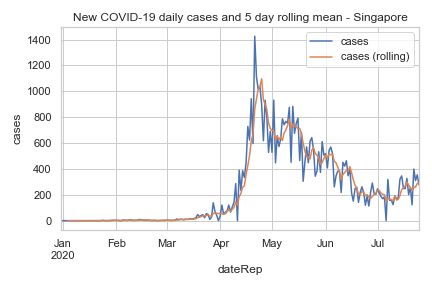 New COVID-19 daily cases and 5 day rolling mean - Singapore
cases
cases (rolling)
1400
1200
1000
800
600
400
200
0
cases
Jan Feb Mar Apr May Jun Jul
2020
dateRep